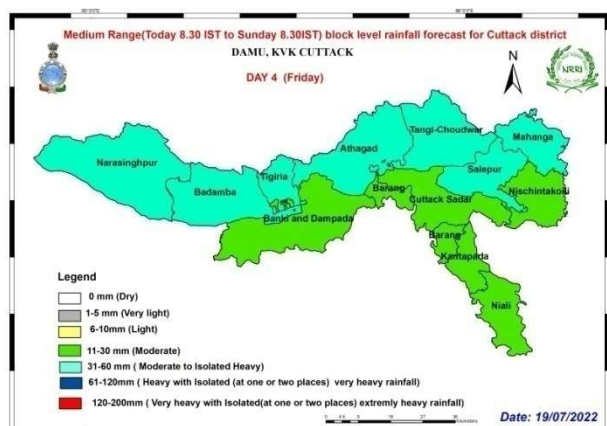 Medium Range(Today 8.30 IST to Sunday 8.30IST) block level rainfall forecast for Cuttack district
DAMU, KVK CUTTACK
DAY 4 (Friday)
N
NRRI
Narasinghpur
Badamba
Tigiria
Athagad
Tangi-Choudwar
Mahanga
Salepur
Nischintakoili
Barang
Cuttack Sadar
Banki and Dampada
Barang
Kantapada
Niali
Legend
0 mm (Dry)
1-5 mm (Very light)
6-10mm (Light)
11-30 mm (Moderate)
31-60 mm ( Moderate to Isolated Heavy)
61-120mm ( Heavy with Isolated (at one or two places) very heavy rainfall)
120-200mm ( Very heavy with Isolated(at one or two places) extremly heavy rainfall)
Date: 19/07/2022